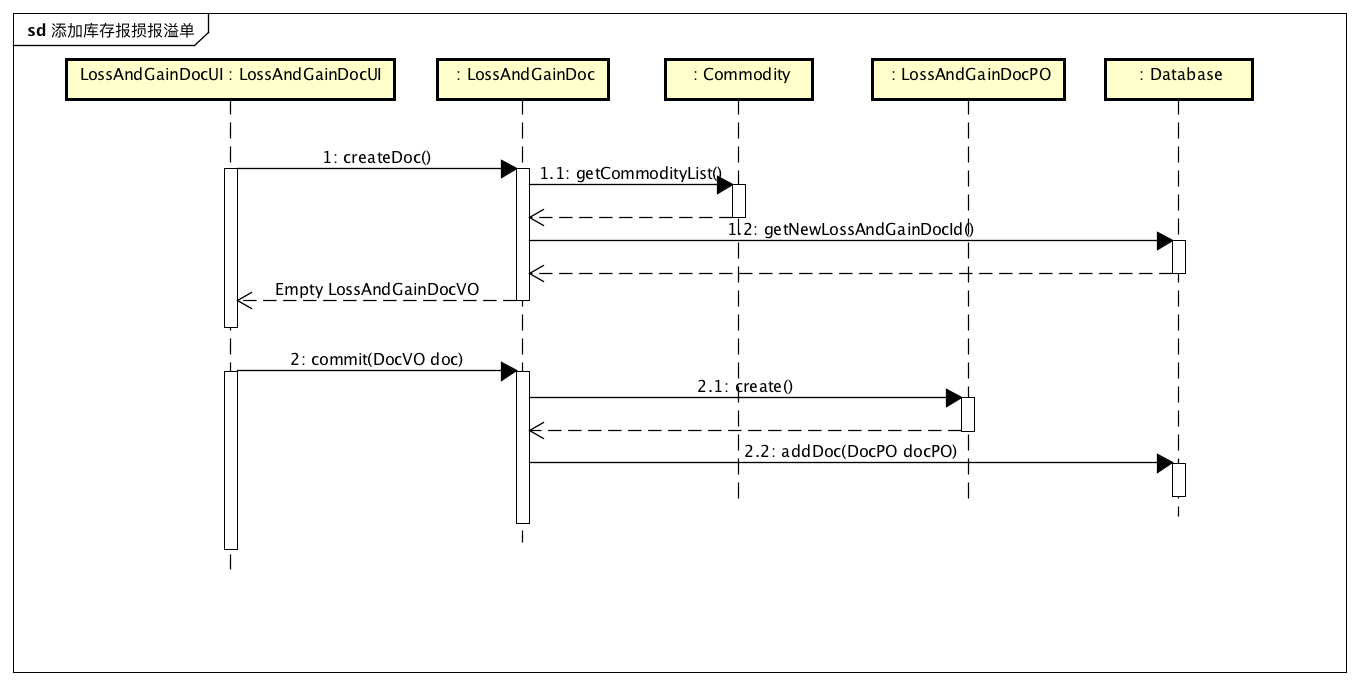 sd 添加库存报损报溢单
LossAndGainDocUI : LossAndGainDocUI
: LossAndGainDoc
: Commodity
: LossAndGainDocPO
: Database
1: createDoc()
1.1: getCommodityList()
1.2: getNewLossAndGainDocId()
Empty LossAndGainDocVO
2: commit(DocVO doc)
2.1: create()
2.2: addDoc(DocPO docPO)